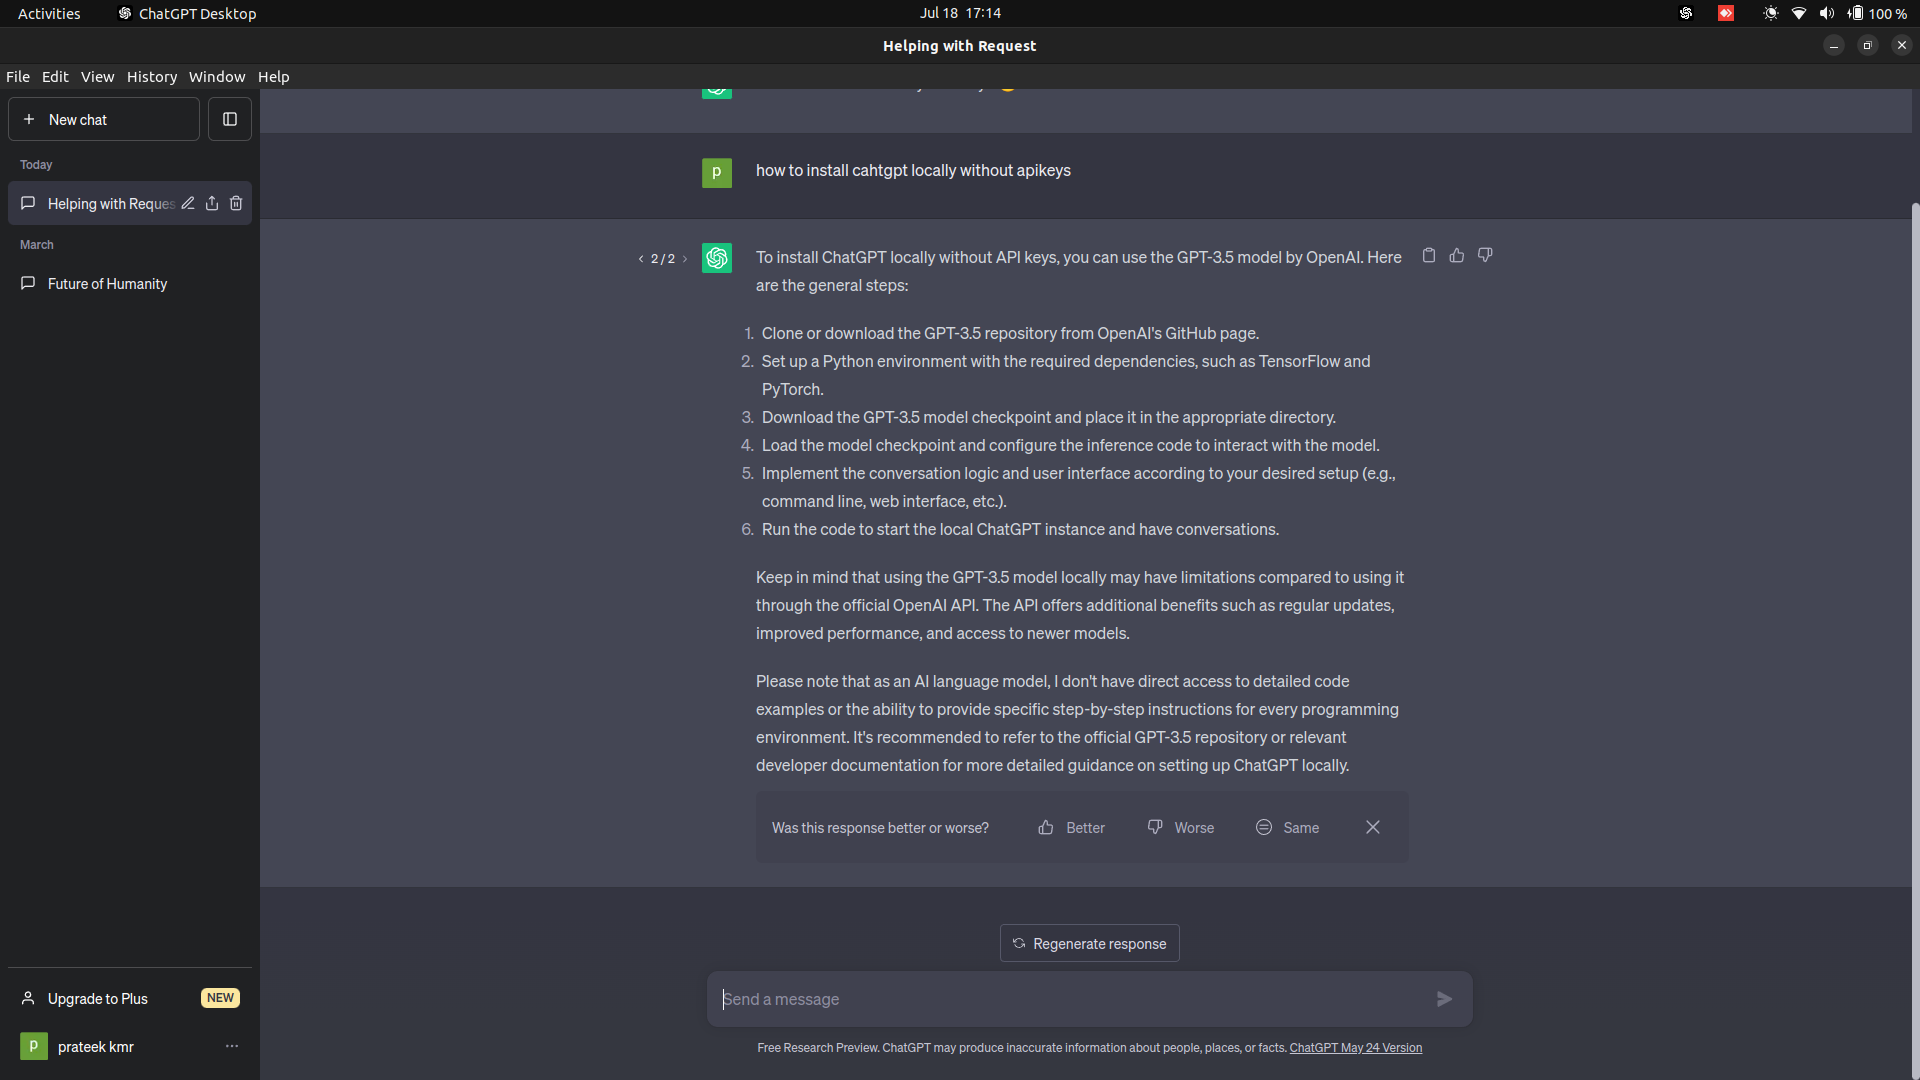 Activities
ChatGPT Desktop
Jul 18 17:14
100 %
Helping with Request
File Edit View History Window Help
New chat
Today
Helping with Reques
March
Future of Humanity
p
how to install cahtgpt locally without apikeys
2 / 2
To install ChatGPT locally without API keys, you can use the GPT-3.5 model by OpenAI. Here
are the general steps:
1. Clone or download the GPT-3.5 repository from OpenAI's GitHub page.
2. Set up a Python environment with the required dependencies, such as TensorFlow and
PyTorch.
3. Download the GPT-3.5 model checkpoint and place it in the appropriate directory.
4. Load the model checkpoint and configure the inference code to interact with the model.
5. Implement the conversation logic and user interface according to your desired setup (e.g.,
command line, web interface, etc.).
6. Run the code to start the local ChatGPT instance and have conversations.
Keep in mind that using the GPT-3.5 model locally may have limitations compared to using it
through the official OpenAI API. The API offers additional benefits such as regular updates,
improved performance, and access to newer models.
Please note that as an AI language model, I don't have direct access to detailed code
examples or the ability to provide specific step-by-step instructions for every programming
environment. It's recommended to refer to the official GPT-3.5 repository or relevant
developer documentation for more detailed guidance on setting up ChatGPT locally.
Was this response better or worse? Better Worse Same
Regenerate response
Send a message
Free Research Preview. ChatGPT may produce inaccurate information about people, places, or facts. ChatGPT May 24 Version
Upgrade to Plus NEW
p prateek kmr